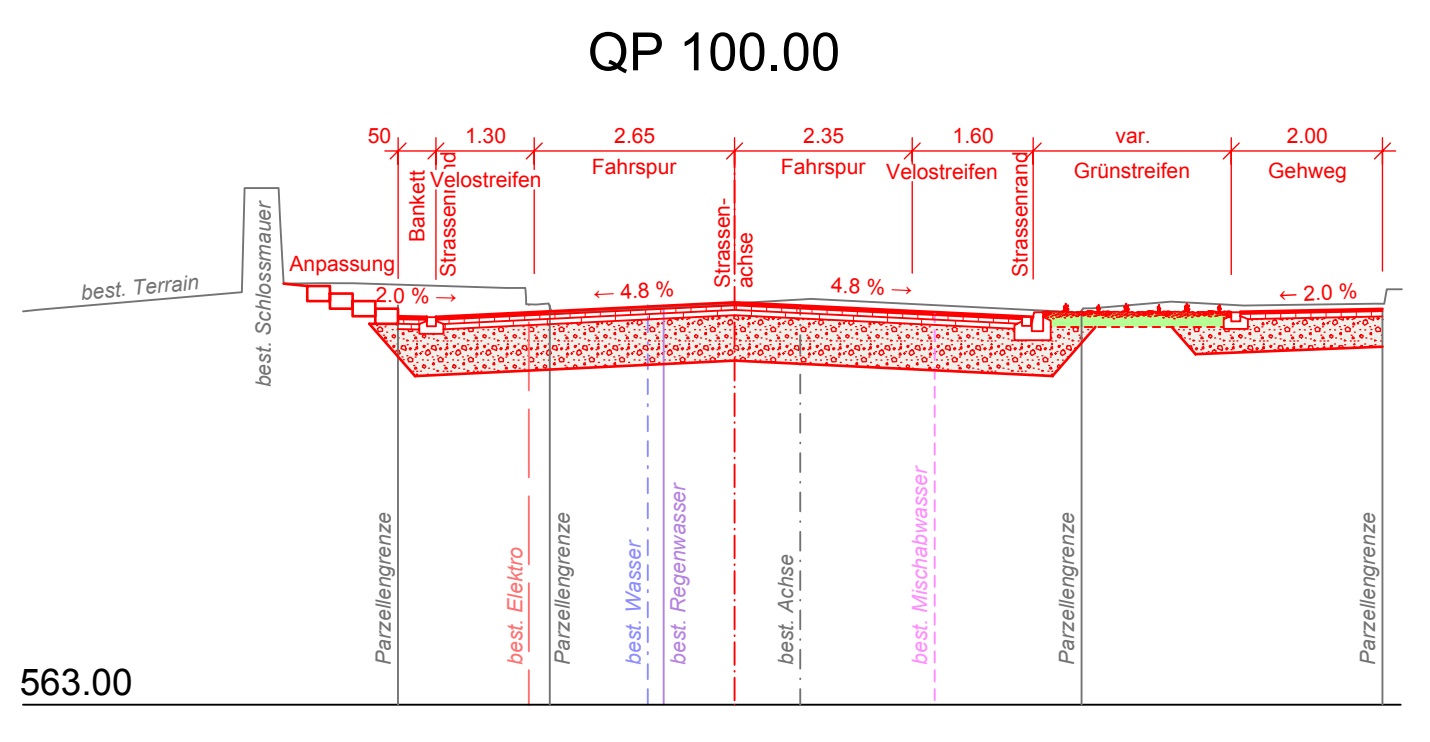 QP 100.00
50
1.30
2.65
2.35
1.60
var.
2.00
Bankett
Strassenrand
Velostreifen
Fahrspur
Strassen-
achse
Fahrspur
Velostreifen
Strassenrand
Grünstreifen
Gehweg
best. Terrain
best. Schlossmauer
Anpassung
2.0 % →
← 4.8 %
4.8 % →
← 2.0 %
Parzellengrenze
best. Elektro
Parzellengrenze
best. Wasser
best. Regenwasser
best. Achse
best. Mischabwasser
Parzellengrenze
Parzellengrenze
563.00